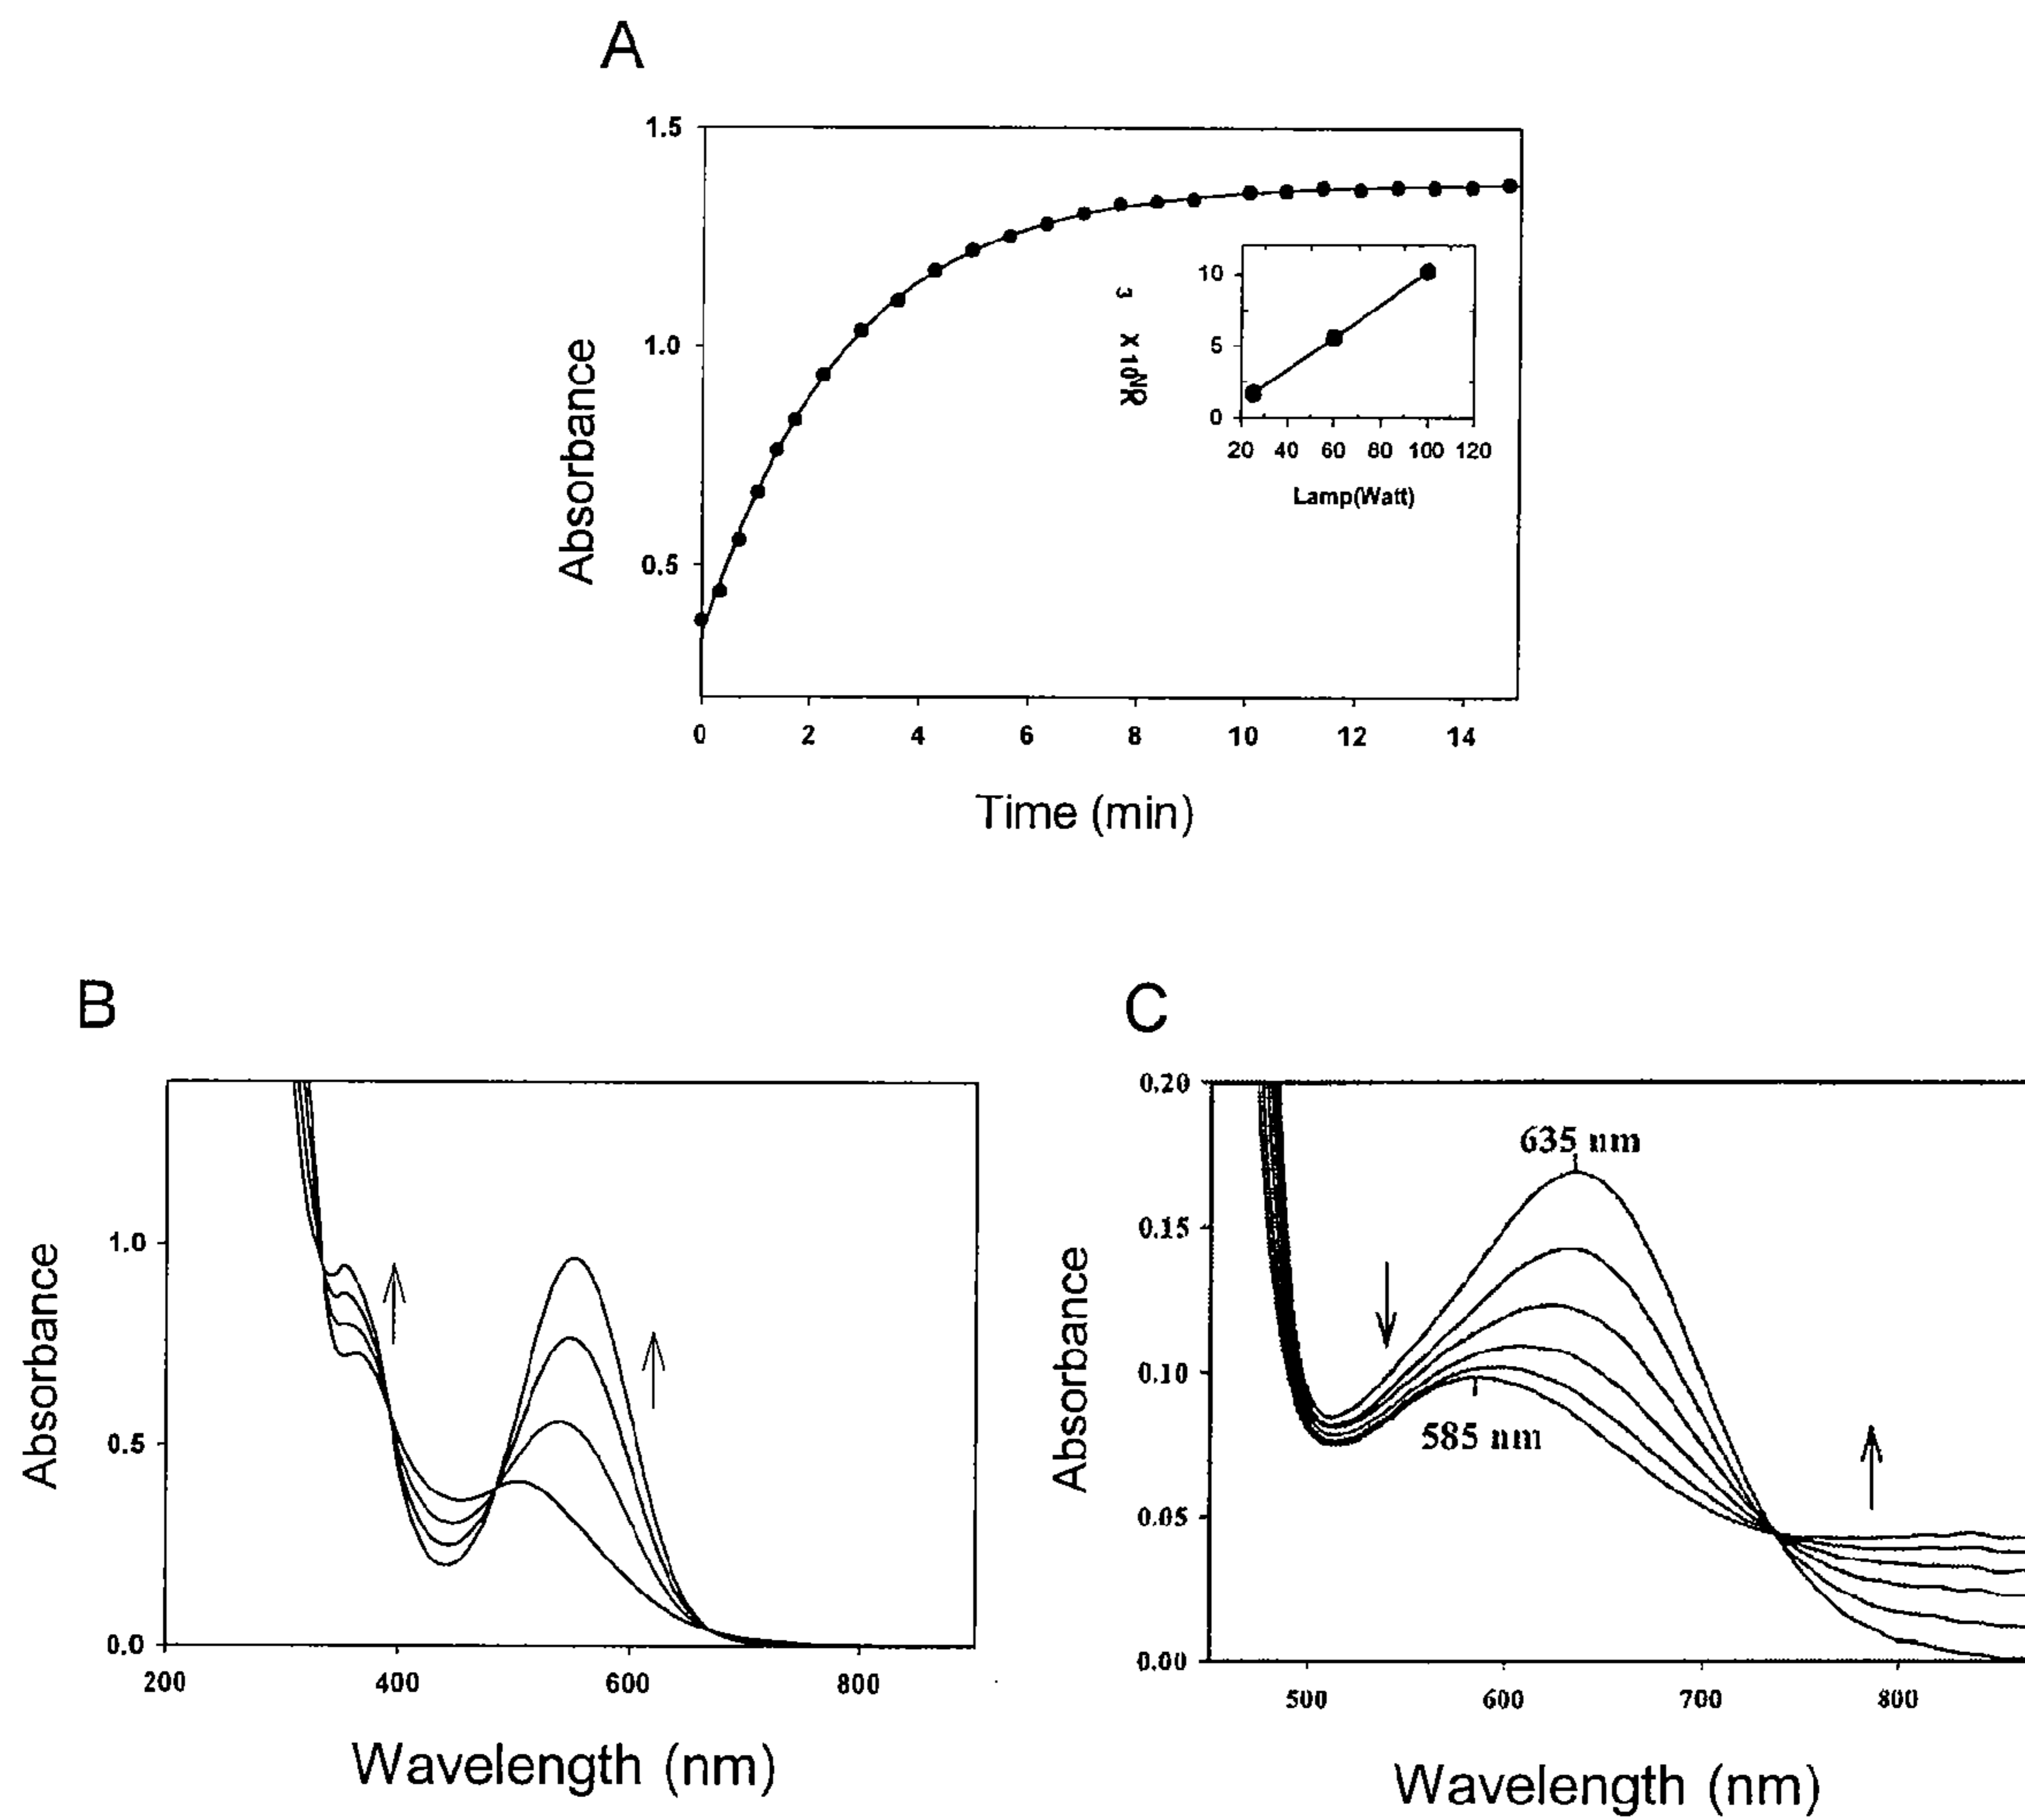 A
1.5
1.0
0.5
Absorbance
0 2 4 6 8 10 12 14
Time (min)
10
5
0
3
20 40 60 80 100 120
Lamp(Watt)
B
Absorbance
1.0
0.5
0.0
200 400 600 800
Wavelength (nm)
C
Absorbance
0.20
0.15
0.10
0.05
0.00
635 nm
585 nm
500 600 700 800
Wavelength (nm)